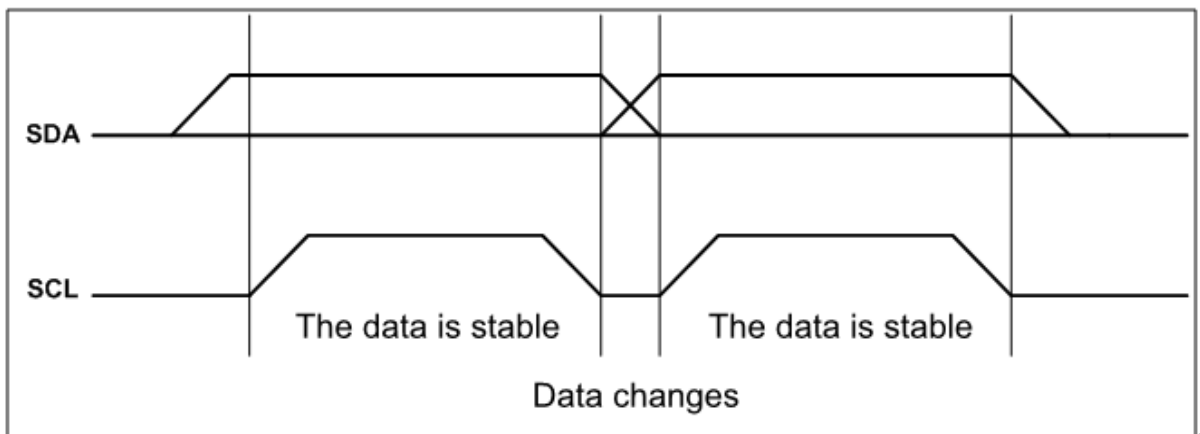 SDA
SCL
The data is stable The data is stable
Data changes